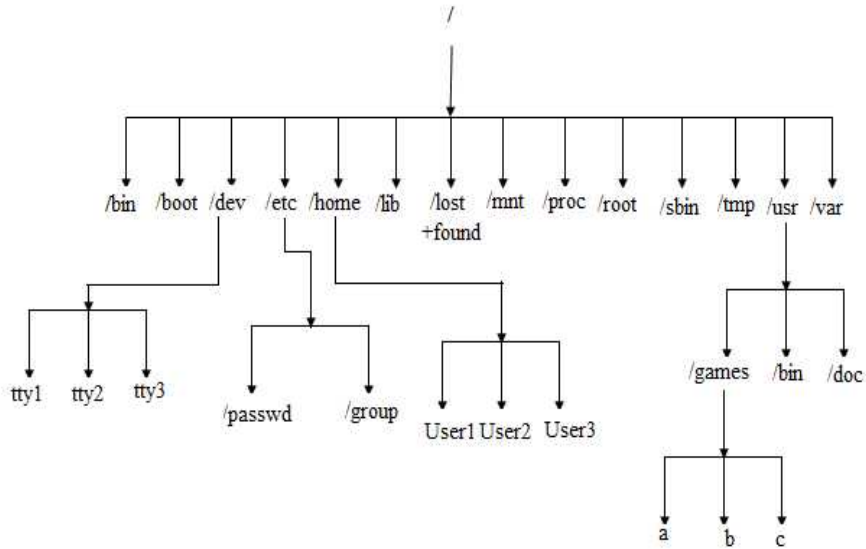 /
/bin /boot /dev /etc /home /lib /lost /mnt /proc /root /sbin /tmp /usr /var
+found
tty1 tty2 tty3
/passwd /group
User1 User2 User3
/games /bin /doc
a b c